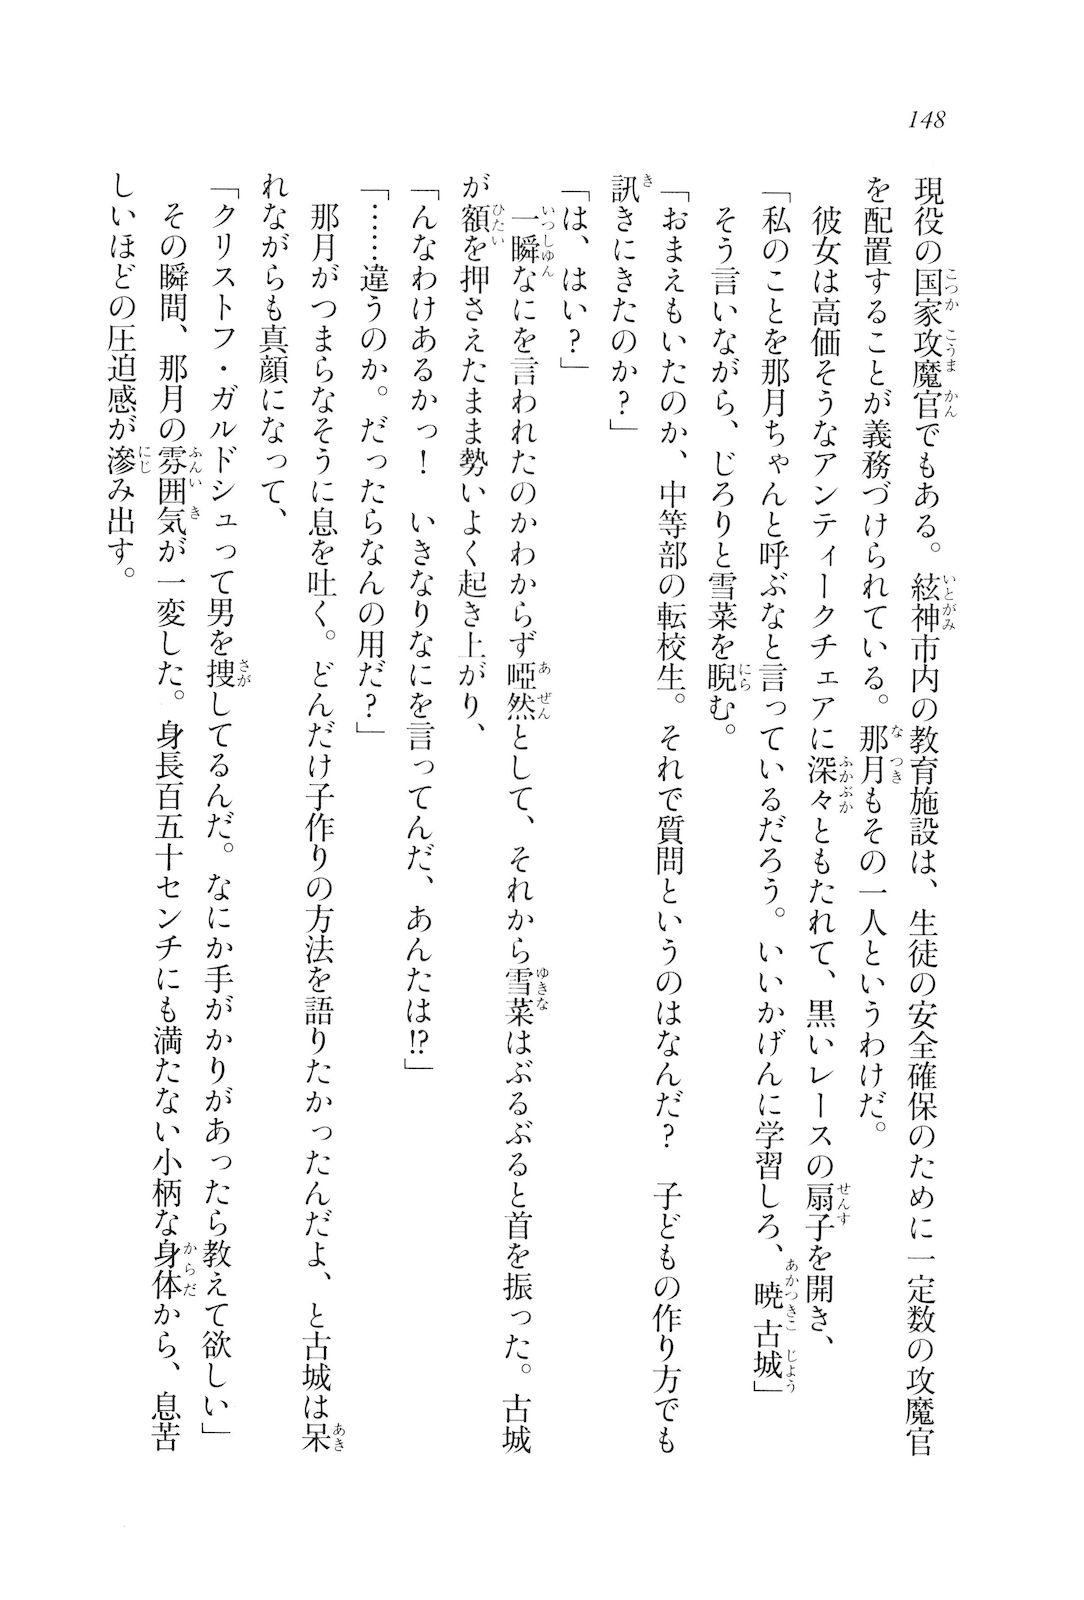 148
現役の国家攻魔官でもある。絃神市内の教育施設は、生徒の安全確保のために一定数の攻魔官
を配置することが義務づけられている。那月もその一人というわけだ。
　彼女は高価そうなアンティークチェアに深々ともたれて、黒いレースの扇子を開き、
「私のことを那月ちゃんと呼ぶなと言っているだろう。いいかげんに学習しろ、暁古城」
　そう言いながら、じろりと雪菜を睨む。
「おまえもいたのか、中等部の転校生。それで質問というのはなんだ？　子どもの作り方でも
訊きにきたのか？」
「は、はい？」
　一瞬なにを言われたのかわからず啞然として、それから雪菜はぶるぶると首を振った。古城
が額を押さえたまま勢いよく起き上がり、
「んなわけあるかっ！　いきなりなにを言ってんだ、あんたは!?」
「……違うのか。だったらなんの用だ？」
　那月がつまらなそうに息を吐く。どんだけ子作りの方法を語りたかったんだよ、と古城は呆
れながらも真顔になって、
「クリストフ・ガルドシュって男を捜してるんだ。なにか手がかりがあったら教えて欲しい」
　その瞬間、那月の雰囲気が一変した。身長百五十センチにも満たない小柄な身体から、息苦
しいほどの圧迫感が滲み出す。